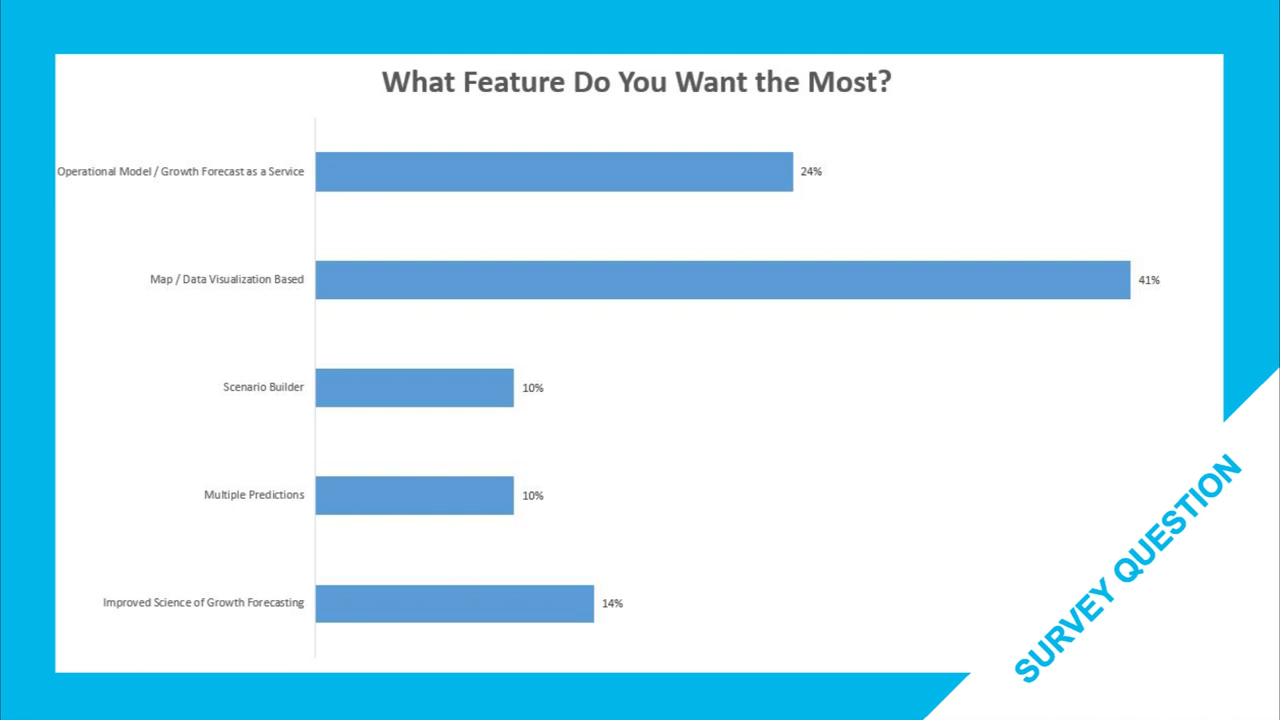 What Feature Do You Want the Most?
Operational Model / Growth Forecast as a Service
24%
Map / Data Visualization Based
41%
Scenario Builder
10%
Multiple Predictions
10%
Improved Science of Growth Forecasting
14%
SURVEY QUESTION